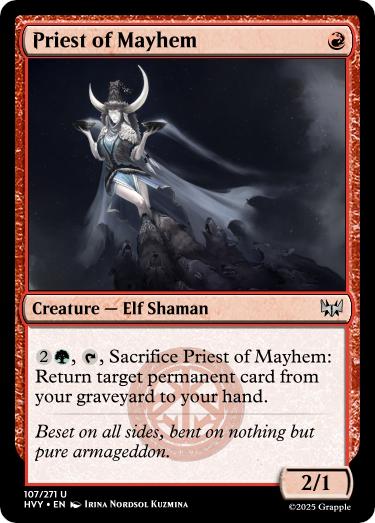 Priest of Mayhem
Creature — Elf Shaman
2, , Sacrifice Priest of Mayhem:
Return target permanent card from
your graveyard to your hand.
Beset on all sides, bent on nothing but
pure armageddon.
2/1
107/271 U
HVY • EN Irina Nordsol Kuzmina
©2025 Grapple